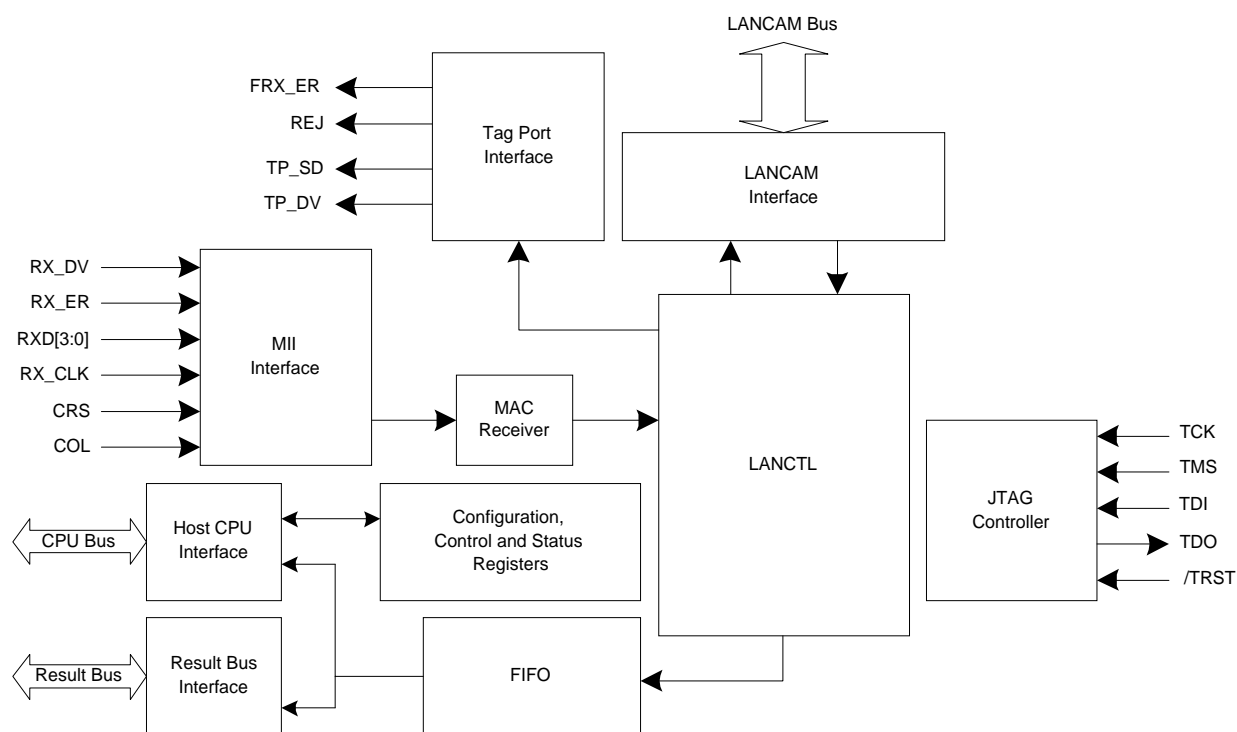 LANCAM Bus
FRX_ER
REJ
TP_SD
TP_DV
Tag Port
Interface
LANCAM
Interface
RX_DV
RX_ER
RXD[3:0]
RX_CLK
CRS
COL
MII
Interface
MAC
Receiver
LANCTL
JTAG
Controller
TCK
TMS
TDI
TDO
/TRST
CPU Bus
Host CPU
Interface
Configuration,
Control and Status
Registers
Result Bus
Result Bus
Interface
FIFO